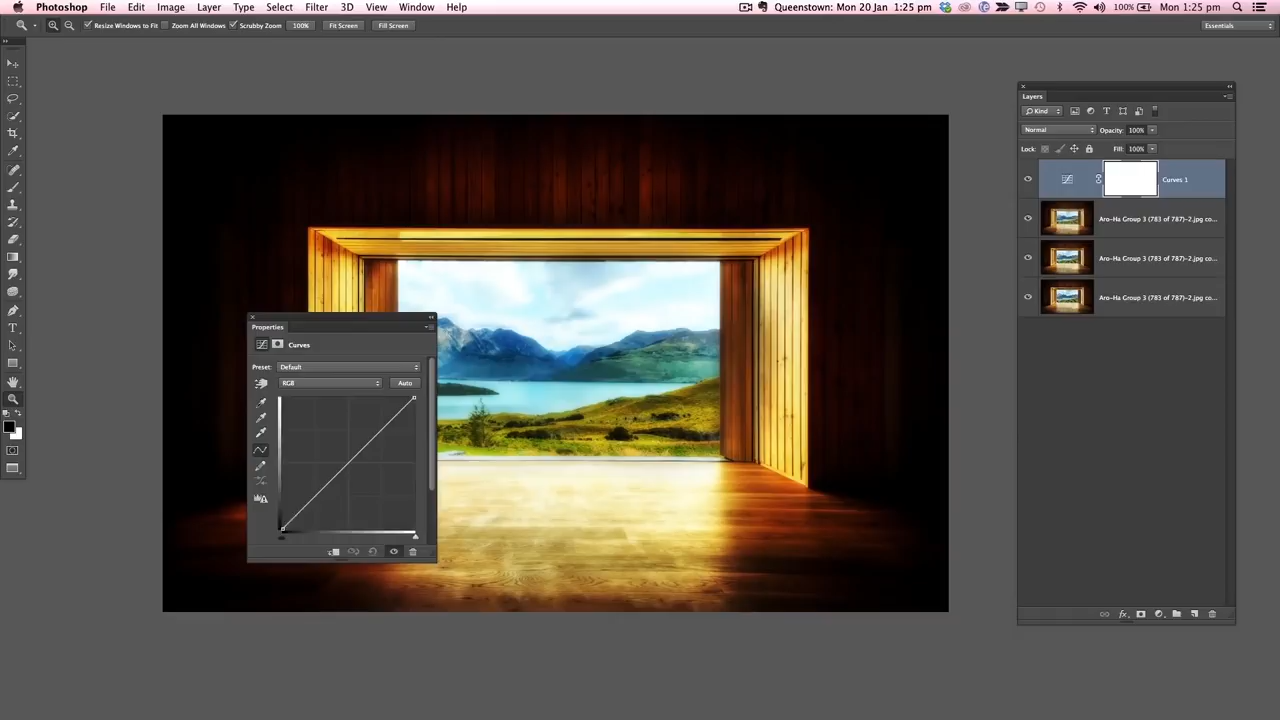 Photoshop File Edit Image Layer Type Select Filter 3D View Window Help Queenstown: Mon 20 Jan 1:25 pm 100% Mon 1:25 pm
Resize Windows to Fit Zoom All Windows Scrubby Zoom 100% Fit Screen Fill Screen Essentials
Layers
Kind
Normal Opacity: 100%
Lock: Fill: 100%
Curves 1
Aro-Ha Group 3 (783 of 787)-2.jpg co...
Aro-Ha Group 3 (783 of 787)-2.jpg co...
Aro-Ha Group 3 (783 of 787)-2.jpg co...
Properties
Curves
Preset: Default
RGB Auto